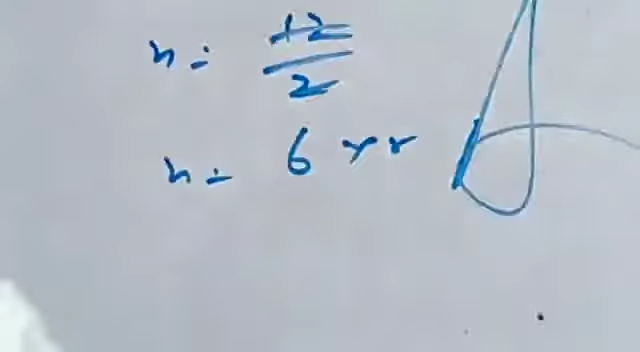 n = 12/2
n = 6 yr